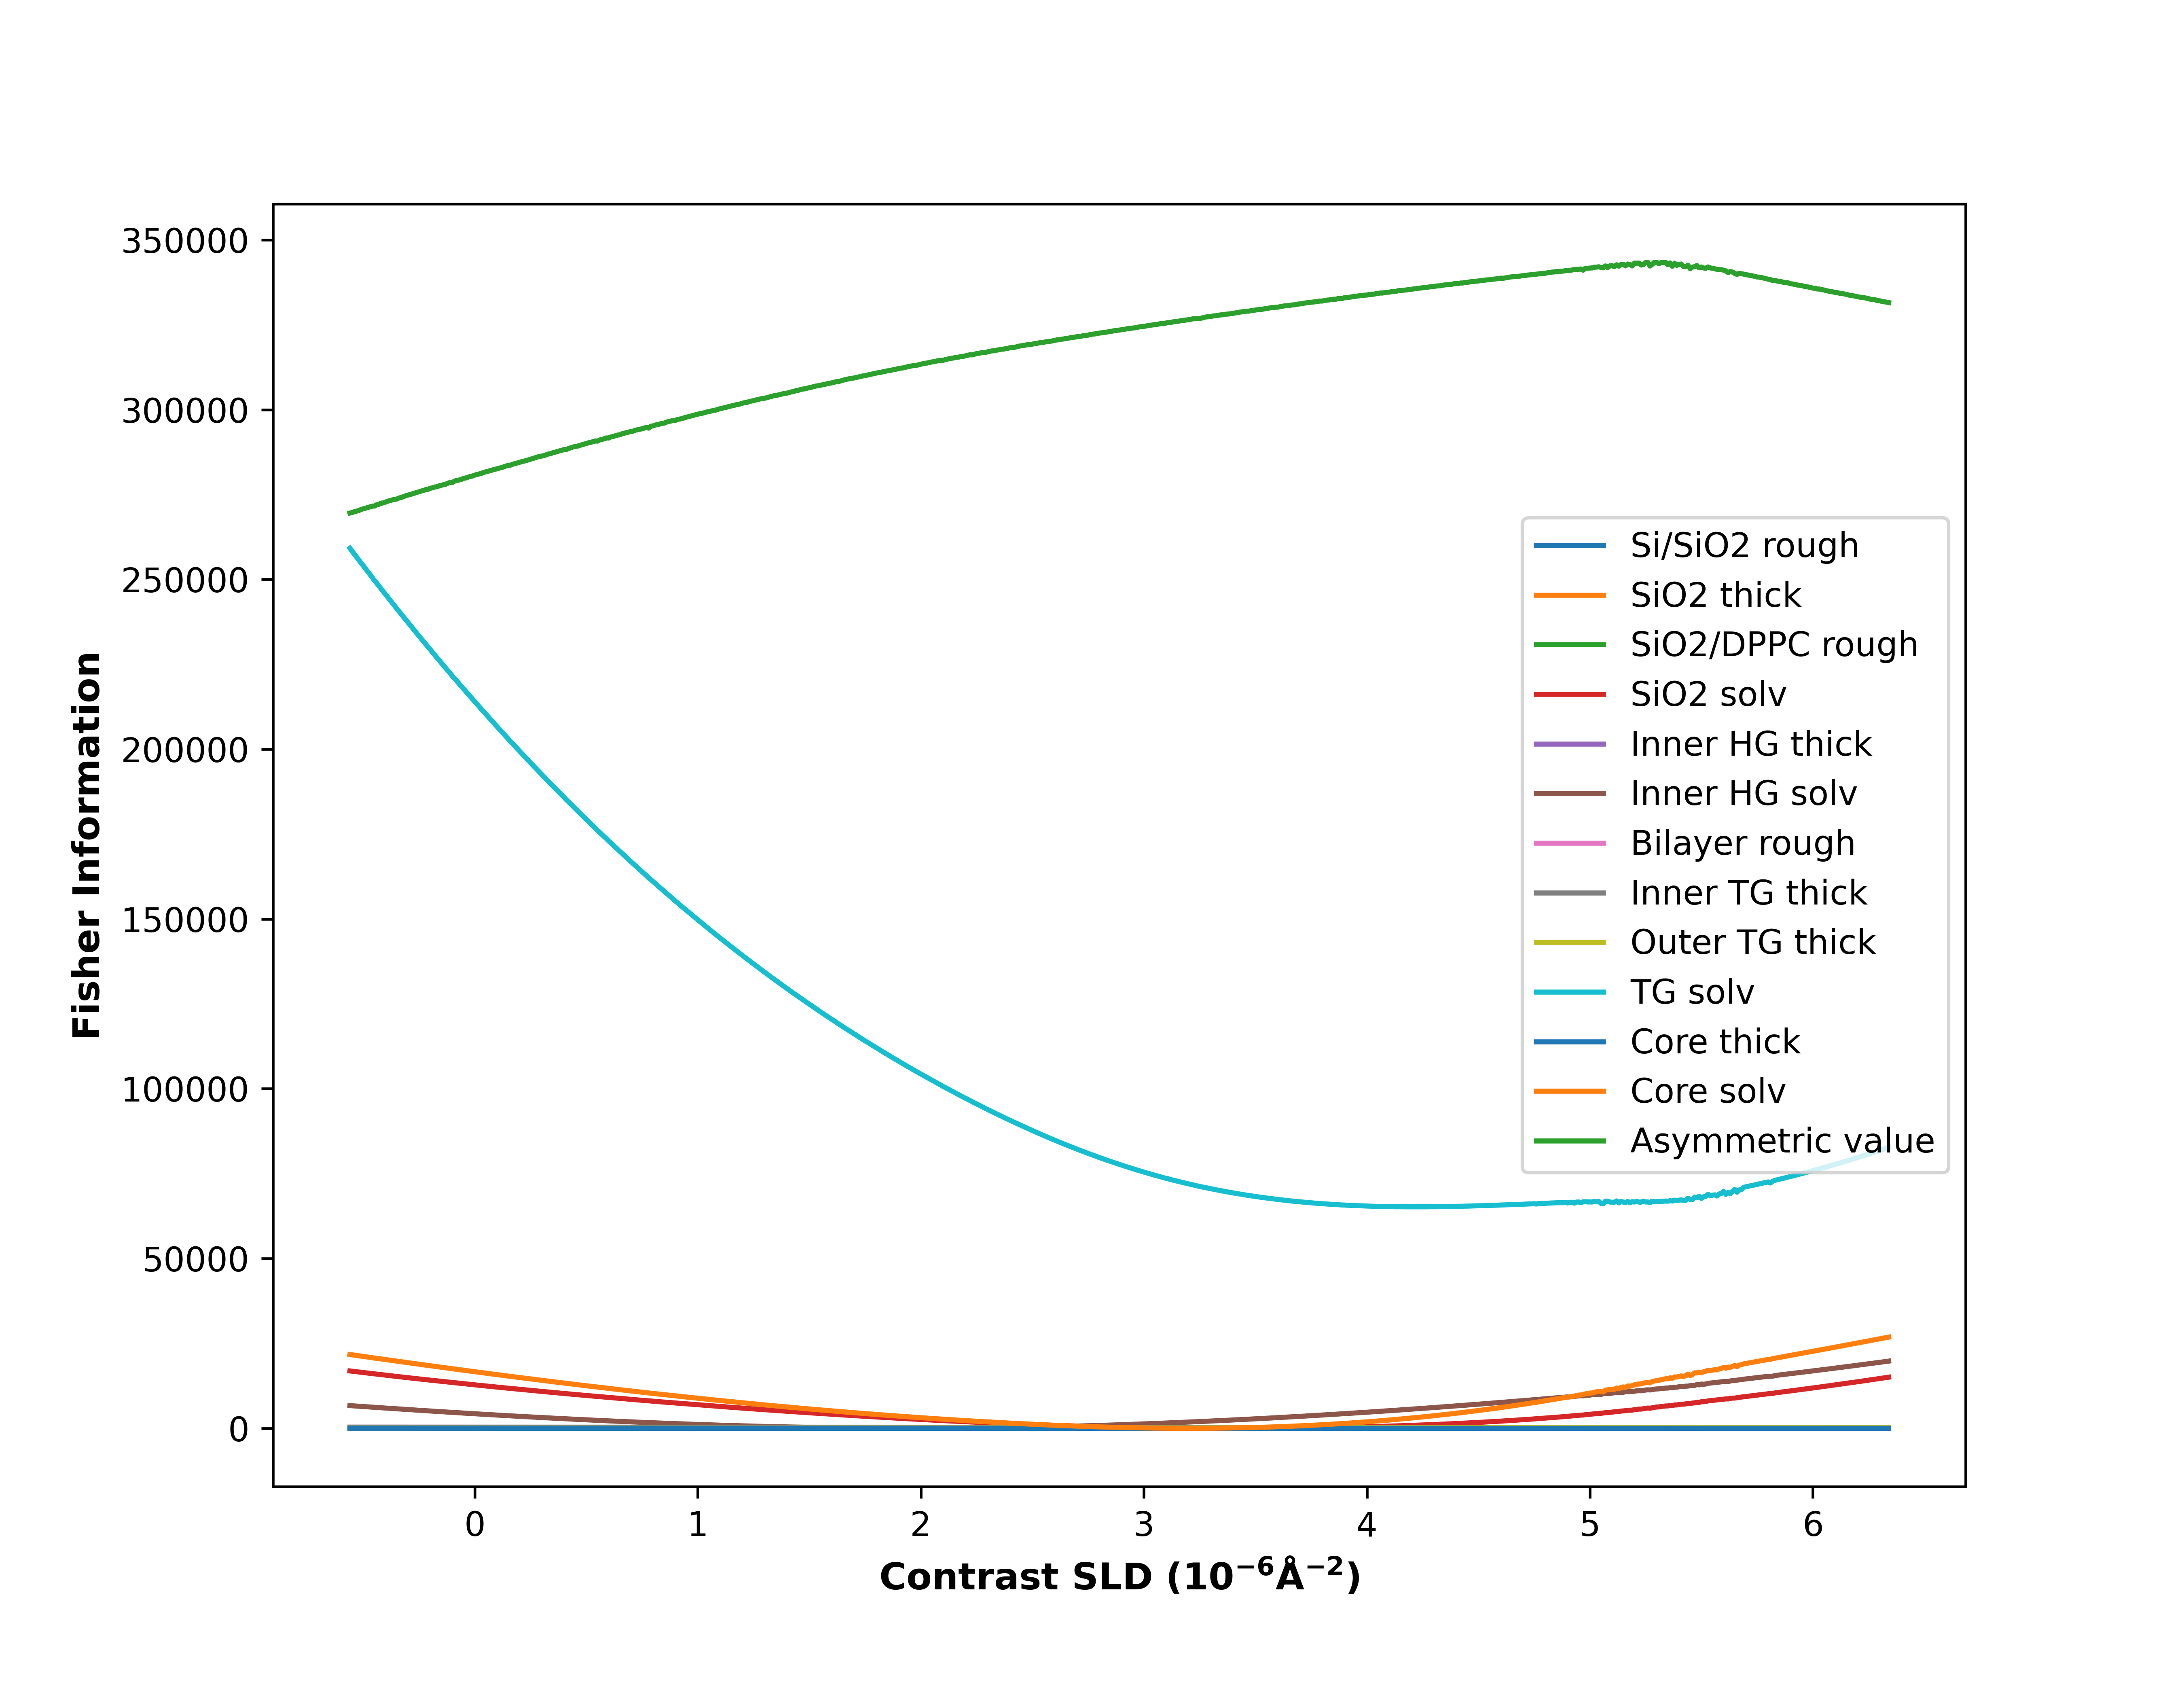 350000
300000
250000
200000
150000
100000
50000
0
Fisher Information
Si/SiO2 rough
SiO2 thick
SiO2/DPPC rough
SiO2 solv
Inner HG thick
Inner HG solv
Bilayer rough
Inner TG thick
Outer TG thick
TG solv
Core thick
Core solv
Asymmetric value
0 1 2 3 4 5 6
Contrast SLD (10⁻⁶Å⁻²)